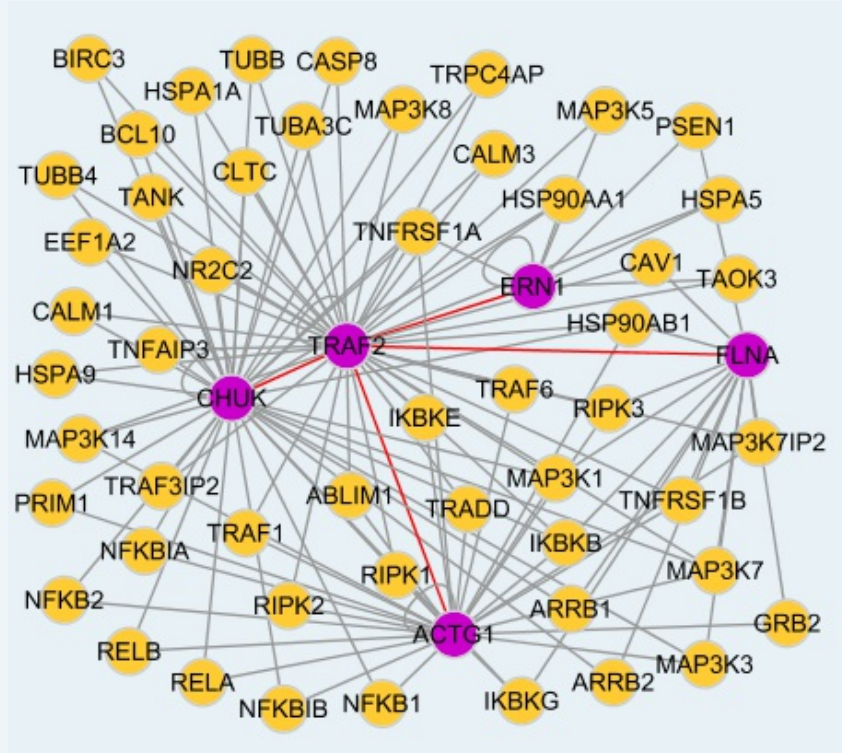 BIRC3
TUBB
CASP8
TRPC4AP
HSPA1A
MAP3K8
MAP3K5
BCL10
TUBA3C
PSEN1
CALM3
TUBB4
CLTC
TANK
HSP90AA1
HSPA5
TNFRSF1A
EEF1A2
NR2C2
CAV1
TAOK3
ERN1
CALM1
HSP90AB1
TNFAIP3
TRAF2
FLNA
HSPA9
CHUK
TRAF6
RIPK3
IKBKE
MAP3K14
MAP3K7IP2
MAP3K1
PRIM1
TRAF3IP2
ABLIM1
TRADD
TNFRSF1B
TRAF1
IKBKB
NFKBIA
RIPK1
MAP3K7
NFKB2
RIPK2
ARRB1
GRB2
ACTG1
RELB
MAP3K3
RELA
ARRB2
NFKBIB
NFKB1
IKBKG